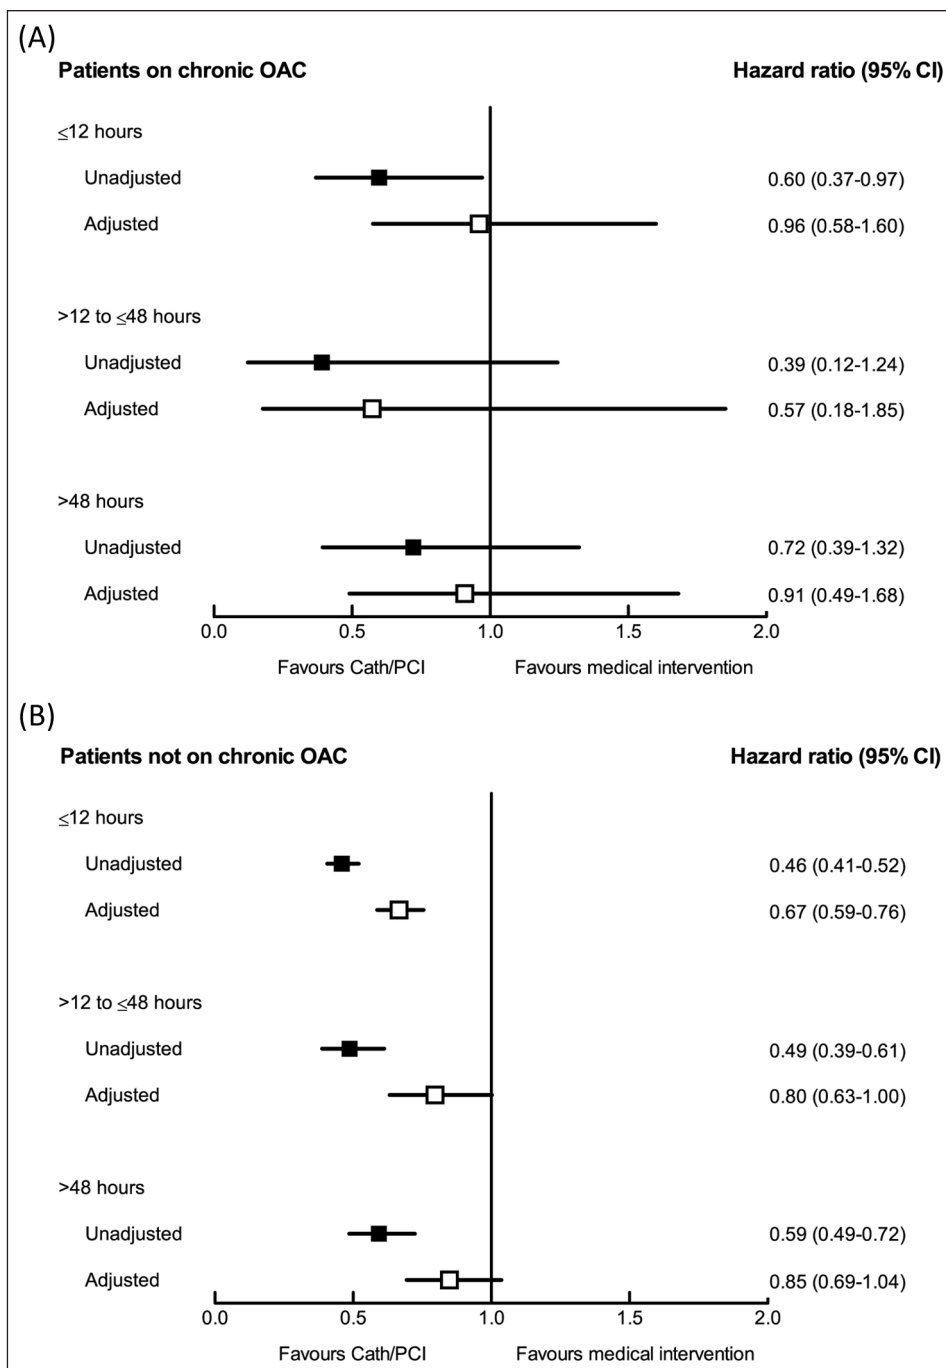 (A)
Patients on chronic OAC Hazard ratio (95% CI)
≤12 hours
Unadjusted 0.60 (0.37-0.97)
Adjusted 0.96 (0.58-1.60)
>12 to ≤48 hours
Unadjusted 0.39 (0.12-1.24)
Adjusted 0.57 (0.18-1.85)
>48 hours
Unadjusted 0.72 (0.39-1.32)
Adjusted 0.91 (0.49-1.68)
0.0 0.5 1.0 1.5 2.0
Favours Cath/PCI Favours medical intervention
(B)
Patients not on chronic OAC Hazard ratio (95% CI)
≤12 hours
Unadjusted 0.46 (0.41-0.52)
Adjusted 0.67 (0.59-0.76)
>12 to ≤48 hours
Unadjusted 0.49 (0.39-0.61)
Adjusted 0.80 (0.63-1.00)
>48 hours
Unadjusted 0.59 (0.49-0.72)
Adjusted 0.85 (0.69-1.04)
0.0 0.5 1.0 1.5 2.0
Favours Cath/PCI Favours medical intervention